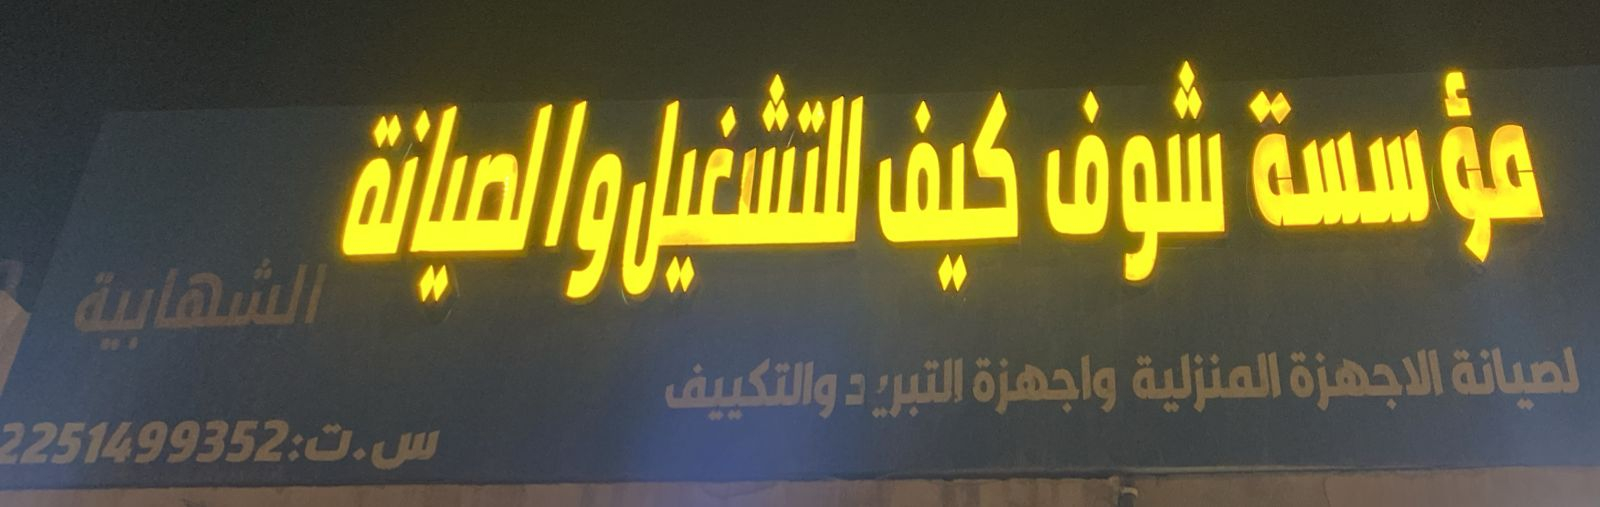 مؤسسة شوف كيف للتشغيل والصيانة
الشهابية
لصيانة الاجهزة المنزلية واجهزة التبريد والتكييف
س.ت:2251499352